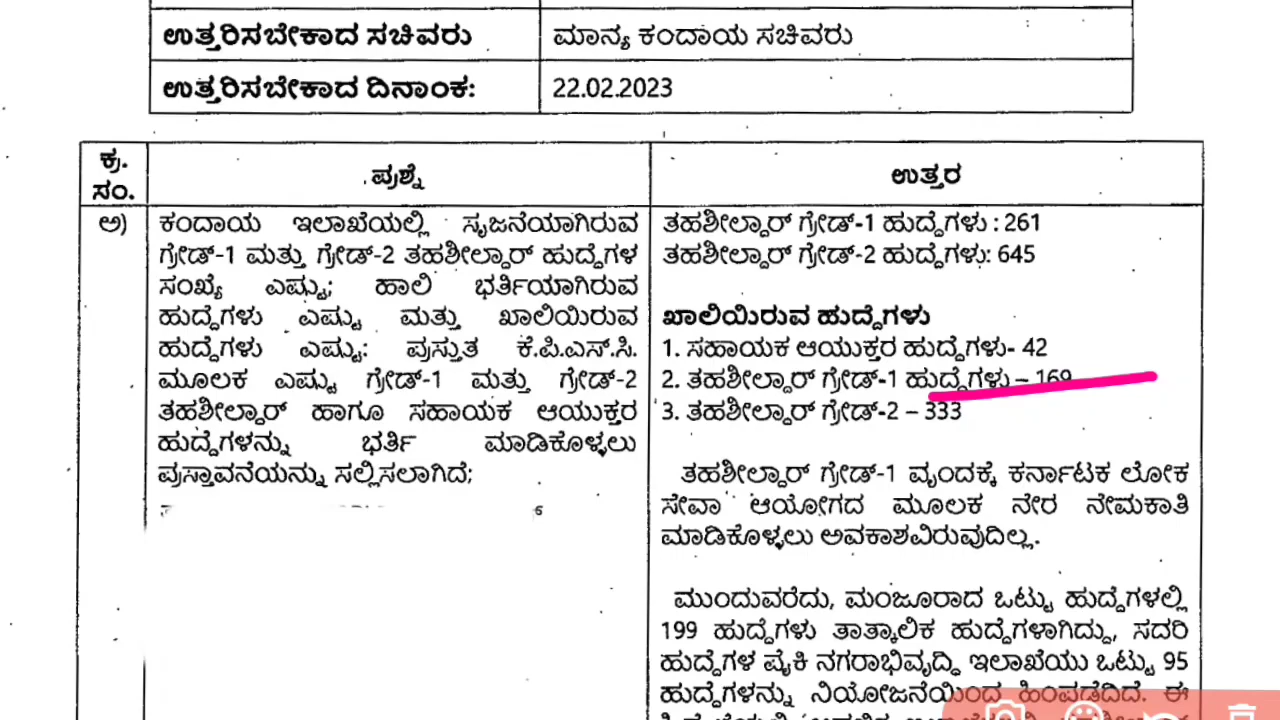 ಉತ್ತರಿಸಬೇಕಾದ ಸಚಿವರು
ಮಾನ್ಯ ಕಂದಾಯ ಸಚಿವರು
ಉತ್ತರಿಸಬೇಕಾದ ದಿನಾಂಕ:
22.02.2023
ಕ್ರ.
ಸಂ.
ಪ್ರಶ್ನೆ
ಉತ್ತರ
ಅ)
ಕಂದಾಯ ಇಲಾಖೆಯಲ್ಲಿ ಸೃಜನೆಯಾಗಿರುವ
ಗ್ರೇಡ್-1 ಮತ್ತು ಗ್ರೇಡ್-2 ತಹಶೀಲ್ದಾರ್ ಹುದ್ದೆಗಳ
ಸಂಖ್ಯೆ ಎಷ್ಟು; ಹಾಲಿ ಭರ್ತಿಯಾಗಿರುವ
ಹುದ್ದೆಗಳು ಎಷ್ಟು ಮತ್ತು ಖಾಲಿಯಿರುವ
ಹುದ್ದೆಗಳು ಎಷ್ಟು: ಪ್ರಸ್ತುತ ಕೆ.ಪಿ.ಎಸ್.ಸಿ.
ಮೂಲಕ ಎಷ್ಟು ಗ್ರೇಡ್-1 ಮತ್ತು ಗ್ರೇಡ್-2
ತಹಶೀಲ್ದಾರ್ ಹಾಗೂ ಸಹಾಯಕ ಆಯುಕ್ತರ
ಹುದ್ದೆಗಳನ್ನು ಭರ್ತಿ ಮಾಡಿಕೊಳ್ಳಲು
ಪ್ರಸ್ತಾವನೆಯನ್ನು ಸಲ್ಲಿಸಲಾಗಿದೆ;
ತಹಶೀಲ್ದಾರ್ ಗ್ರೇಡ್-1 ಹುದ್ದೆಗಳು : 261
ತಹಶೀಲ್ದಾರ್ ಗ್ರೇಡ್-2 ಹುದ್ದೆಗಳು: 645
ಖಾಲಿಯಿರುವ ಹುದ್ದೆಗಳು
1. ಸಹಾಯಕ ಆಯುಕ್ತರ ಹುದ್ದೆಗಳು- 42
2. ತಹಶೀಲ್ದಾರ್ ಗ್ರೇಡ್-1 ಹುದ್ದೆಗಳು – 169
3. ತಹಶೀಲ್ದಾರ್ ಗ್ರೇಡ್-2 – 333
ತಹಶೀಲ್ದಾರ್ ಗ್ರೇಡ್-1 ವೃಂದಕ್ಕೆ ಕರ್ನಾಟಕ ಲೋಕ
ಸೇವಾ ಆಯೋಗದ ಮೂಲಕ ನೇರ ನೇಮಕಾತಿ
ಮಾಡಿಕೊಳ್ಳಲು ಅವಕಾಶವಿರುವುದಿಲ್ಲ.
ಮುಂದುವರೆದು, ಮಂಜೂರಾದ ಒಟ್ಟು ಹುದ್ದೆಗಳಲ್ಲಿ
199 ಹುದ್ದೆಗಳು ತಾತ್ಕಾಲಿಕ ಹುದ್ದೆಗಳಾಗಿದ್ದು, ಸದರಿ
ಹುದ್ದೆಗಳ ಪೈಕಿ ನಗರಾಭಿವೃದ್ಧಿ ಇಲಾಖೆಯು ಒಟ್ಟು 95
ಹುದ್ದೆಗಳನ್ನು ನಿಯೋಜನೆಯಿಂದ ಹಿಂಪಡೆದಿದೆ. ಈ